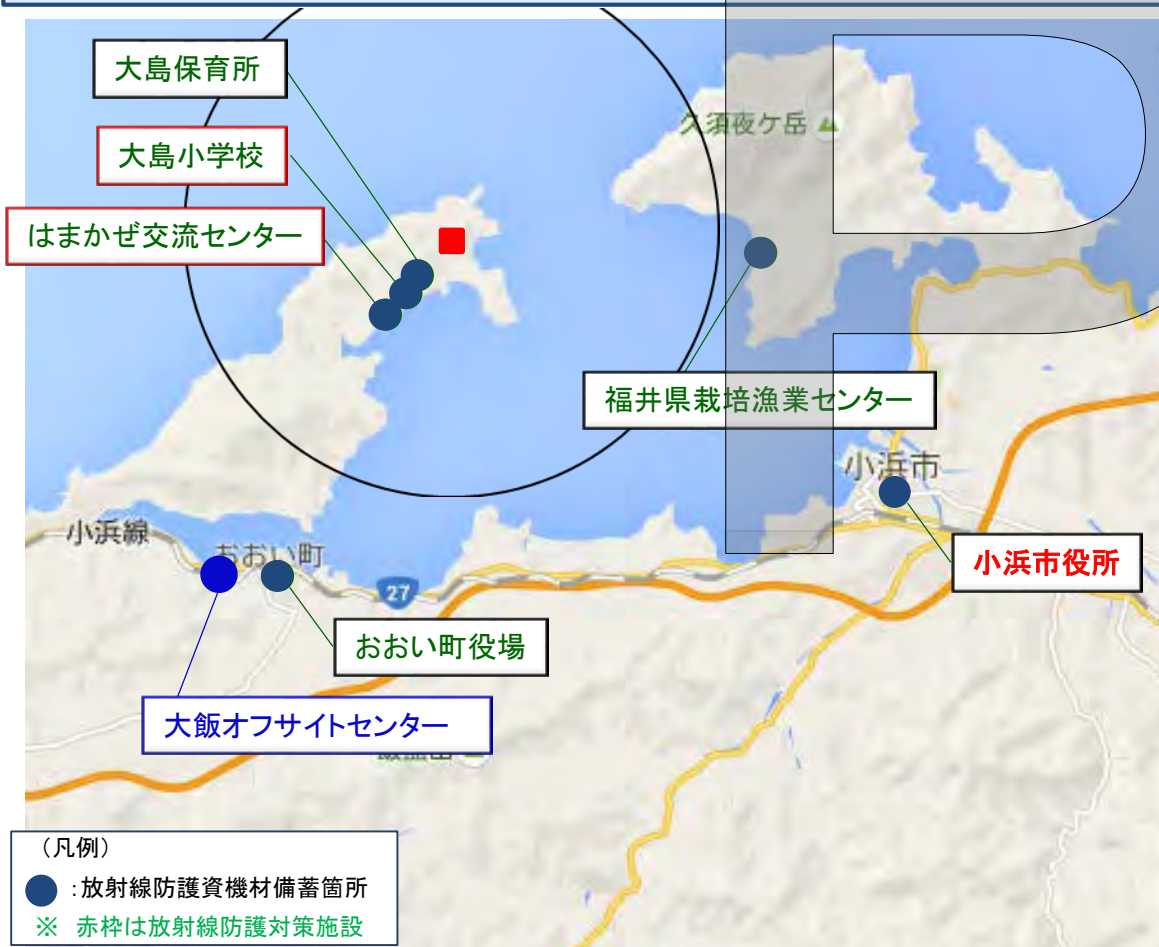 大島保育所
久須夜ケ岳
大島小学校
はまかぜ交流センター
福井県栽培漁業センター
小浜市
小浜線
おおい町
27
小浜市役所
おおい町役場
大飯オフサイトセンター
(凡例)
:放射線防護資機材備蓄箇所
※ 赤枠は放射線防護対策施設
P